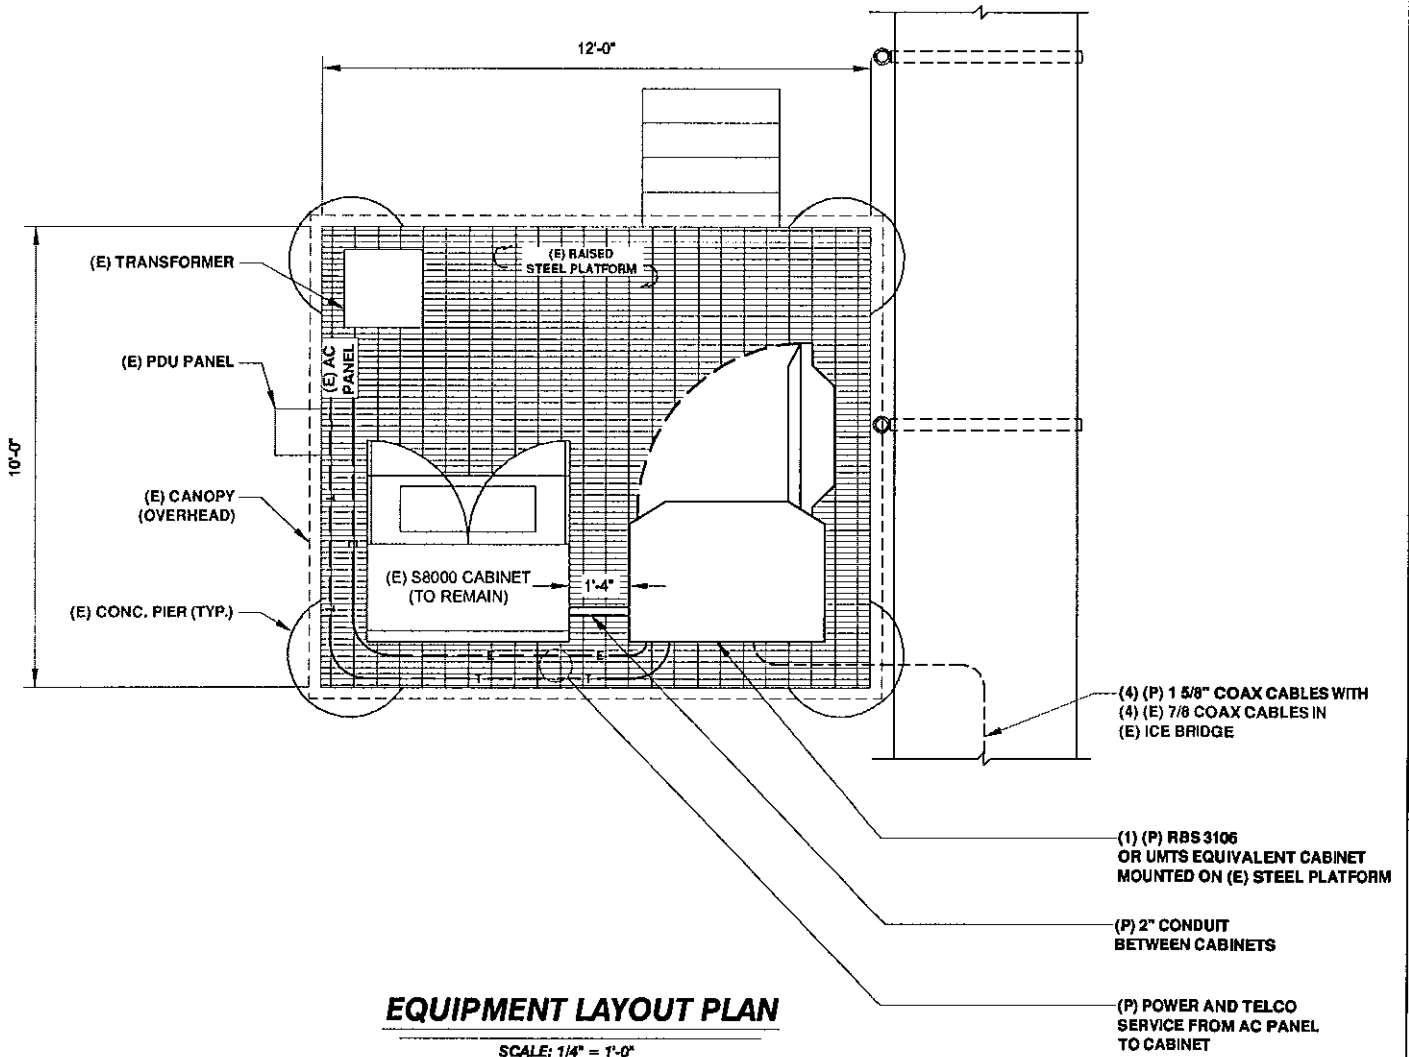 12'-0"
(E) TRANSFORMER
(E) RAISED
STEEL PLATFORM
(E) AC
PANEL
(E) PDU PANEL
10'-0"
(E) CANOPY
(OVERHEAD)
(E) S8000 CABINET
(TO REMAIN)
1'-4"
(E) CONC. PIER (TYP.)
E
E
T
T
(4) (P) 1 5/8" COAX CABLES WITH
(4) (E) 7/8 COAX CABLES IN
(E) ICE BRIDGE
(1) (P) RBS 3106
OR UMTS EQUIVALENT CABINET
MOUNTED ON (E) STEEL PLATFORM
(P) 2" CONDUIT
BETWEEN CABINETS
(P) POWER AND TELCO
SERVICE FROM AC PANEL
TO CABINET
EQUIPMENT LAYOUT PLAN
SCALE: 1/4" = 1'-0"